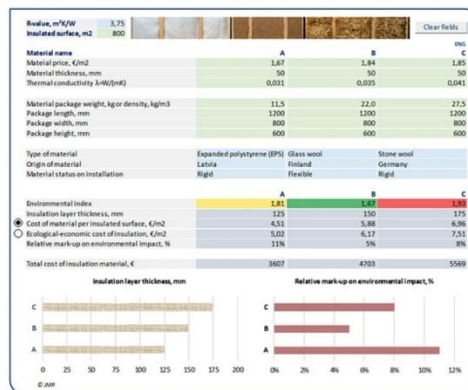 R-value, m²K/W 3,75
Insulated surface, m2 800
Clear fields
ENG
Material name A B C
Material price, €/m2 1,67 1,84 1,85
Material thickness, mm 50 50 50
Thermal conductivity λ=W/(mK) 0,031 0,035 0,041
Material package weight, kg or density, kg/m3 11,5 22,0 27,5
Package length, mm 1200 1200 1200
Package width, mm 800 800 800
Package height, mm 600 600 600
Type of material Expanded polystyrene (EPS) Glass wool Stone wool
Origin of material Latvia Finland Germany
Material status on installation Rigid Flexible Rigid
A B C
Environmental index 1,81 1,67 1,93
Insulation layer thickness, mm 125 150 175
Cost of material per insulated surface, €/m2 4,51 5,88 6,96
Ecological-economic cost of insulation, €/m2 5,02 6,17 7,51
Relative mark-up on environmental impact, % 11% 5% 8%
Total cost of insulation material, € 3607 4703 5569
Insulation layer thickness, mm
C
B
A
0 25 50 75 100 125 150 175 200
Relative mark-up on environmental impact, %
C
B
A
0% 2% 4% 6% 8% 10% 12%
© JMR